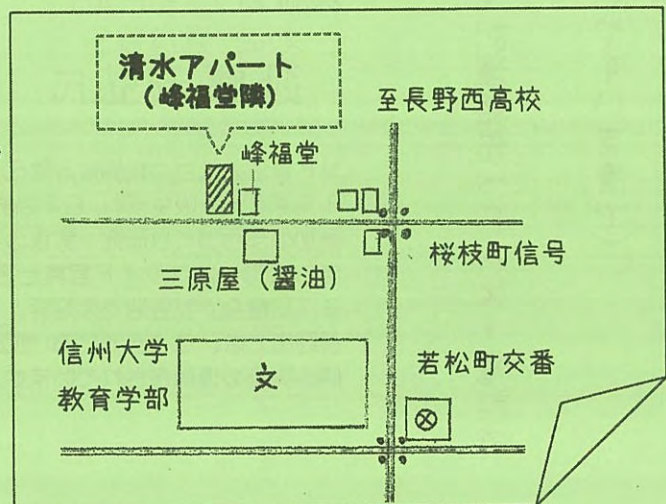 清水アパート
(峰福堂隣)
至長野西高校
峰福堂
桜枝町信号
三原屋(醤油)
信州大学
教育学部
文
若松町交番